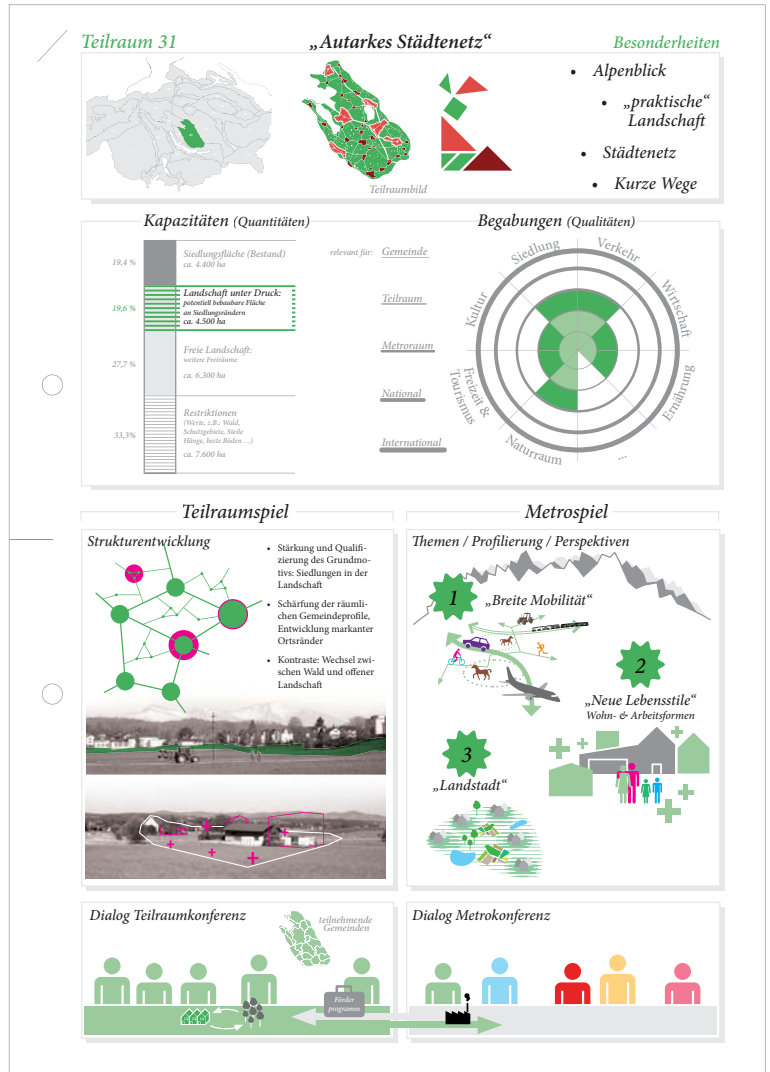 Teilraum 31
„Autarkes Städtenetz“
Besonderheiten
• Alpenblick
• „praktische“
Landschaft
• Städtenetz
• Kurze Wege
Teilraumbild
Kapazitäten (Quantitäten)
19,4 %
Siedlungsfläche (Bestand)
ca. 4.400 ha
19,6 %
Landschaft unter Druck:
potentiell bebaubare Fläche
an Siedlungsrändern
ca. 4.500 ha
27,7 %
Freie Landschaft:
weitere Freiräume
ca. 6.300 ha
33,3%
Restriktionen
(Werte, z.B.: Wald,
Schutzgebiete, Steile
Hänge, beste Böden ...)
ca. 7.600 ha
Begabungen (Qualitäten)
relevant für: Gemeinde
Teilraum
Metroraum
National
International
Siedlung
Verkehr
Wirtschaft
Ernährung
...
Naturraum
Freizeit &
Tourismus
Kultur
Teilraumspiel
Strukturentwicklung
• Stärkung und Qualifi-
zierung des Grundmo-
tivs: Siedlungen in der
Landschaft
• Schärfung der räumli-
chen Gemeindeprofile,
Entwicklung markanter
Ortsränder
• Kontraste: Wechsel zwi-
schen Wald und offener
Landschaft
Metrospiel
Themen / Profilierung / Perspektiven
1
„Breite Mobilität“
2
„Neue Lebensstile“
Wohn- & Arbeitsformen
3
„Landstadt“
Dialog Teilraumkonferenz
teilnehmende
Gemeinden
Förder
programm
Dialog Metrokonferenz